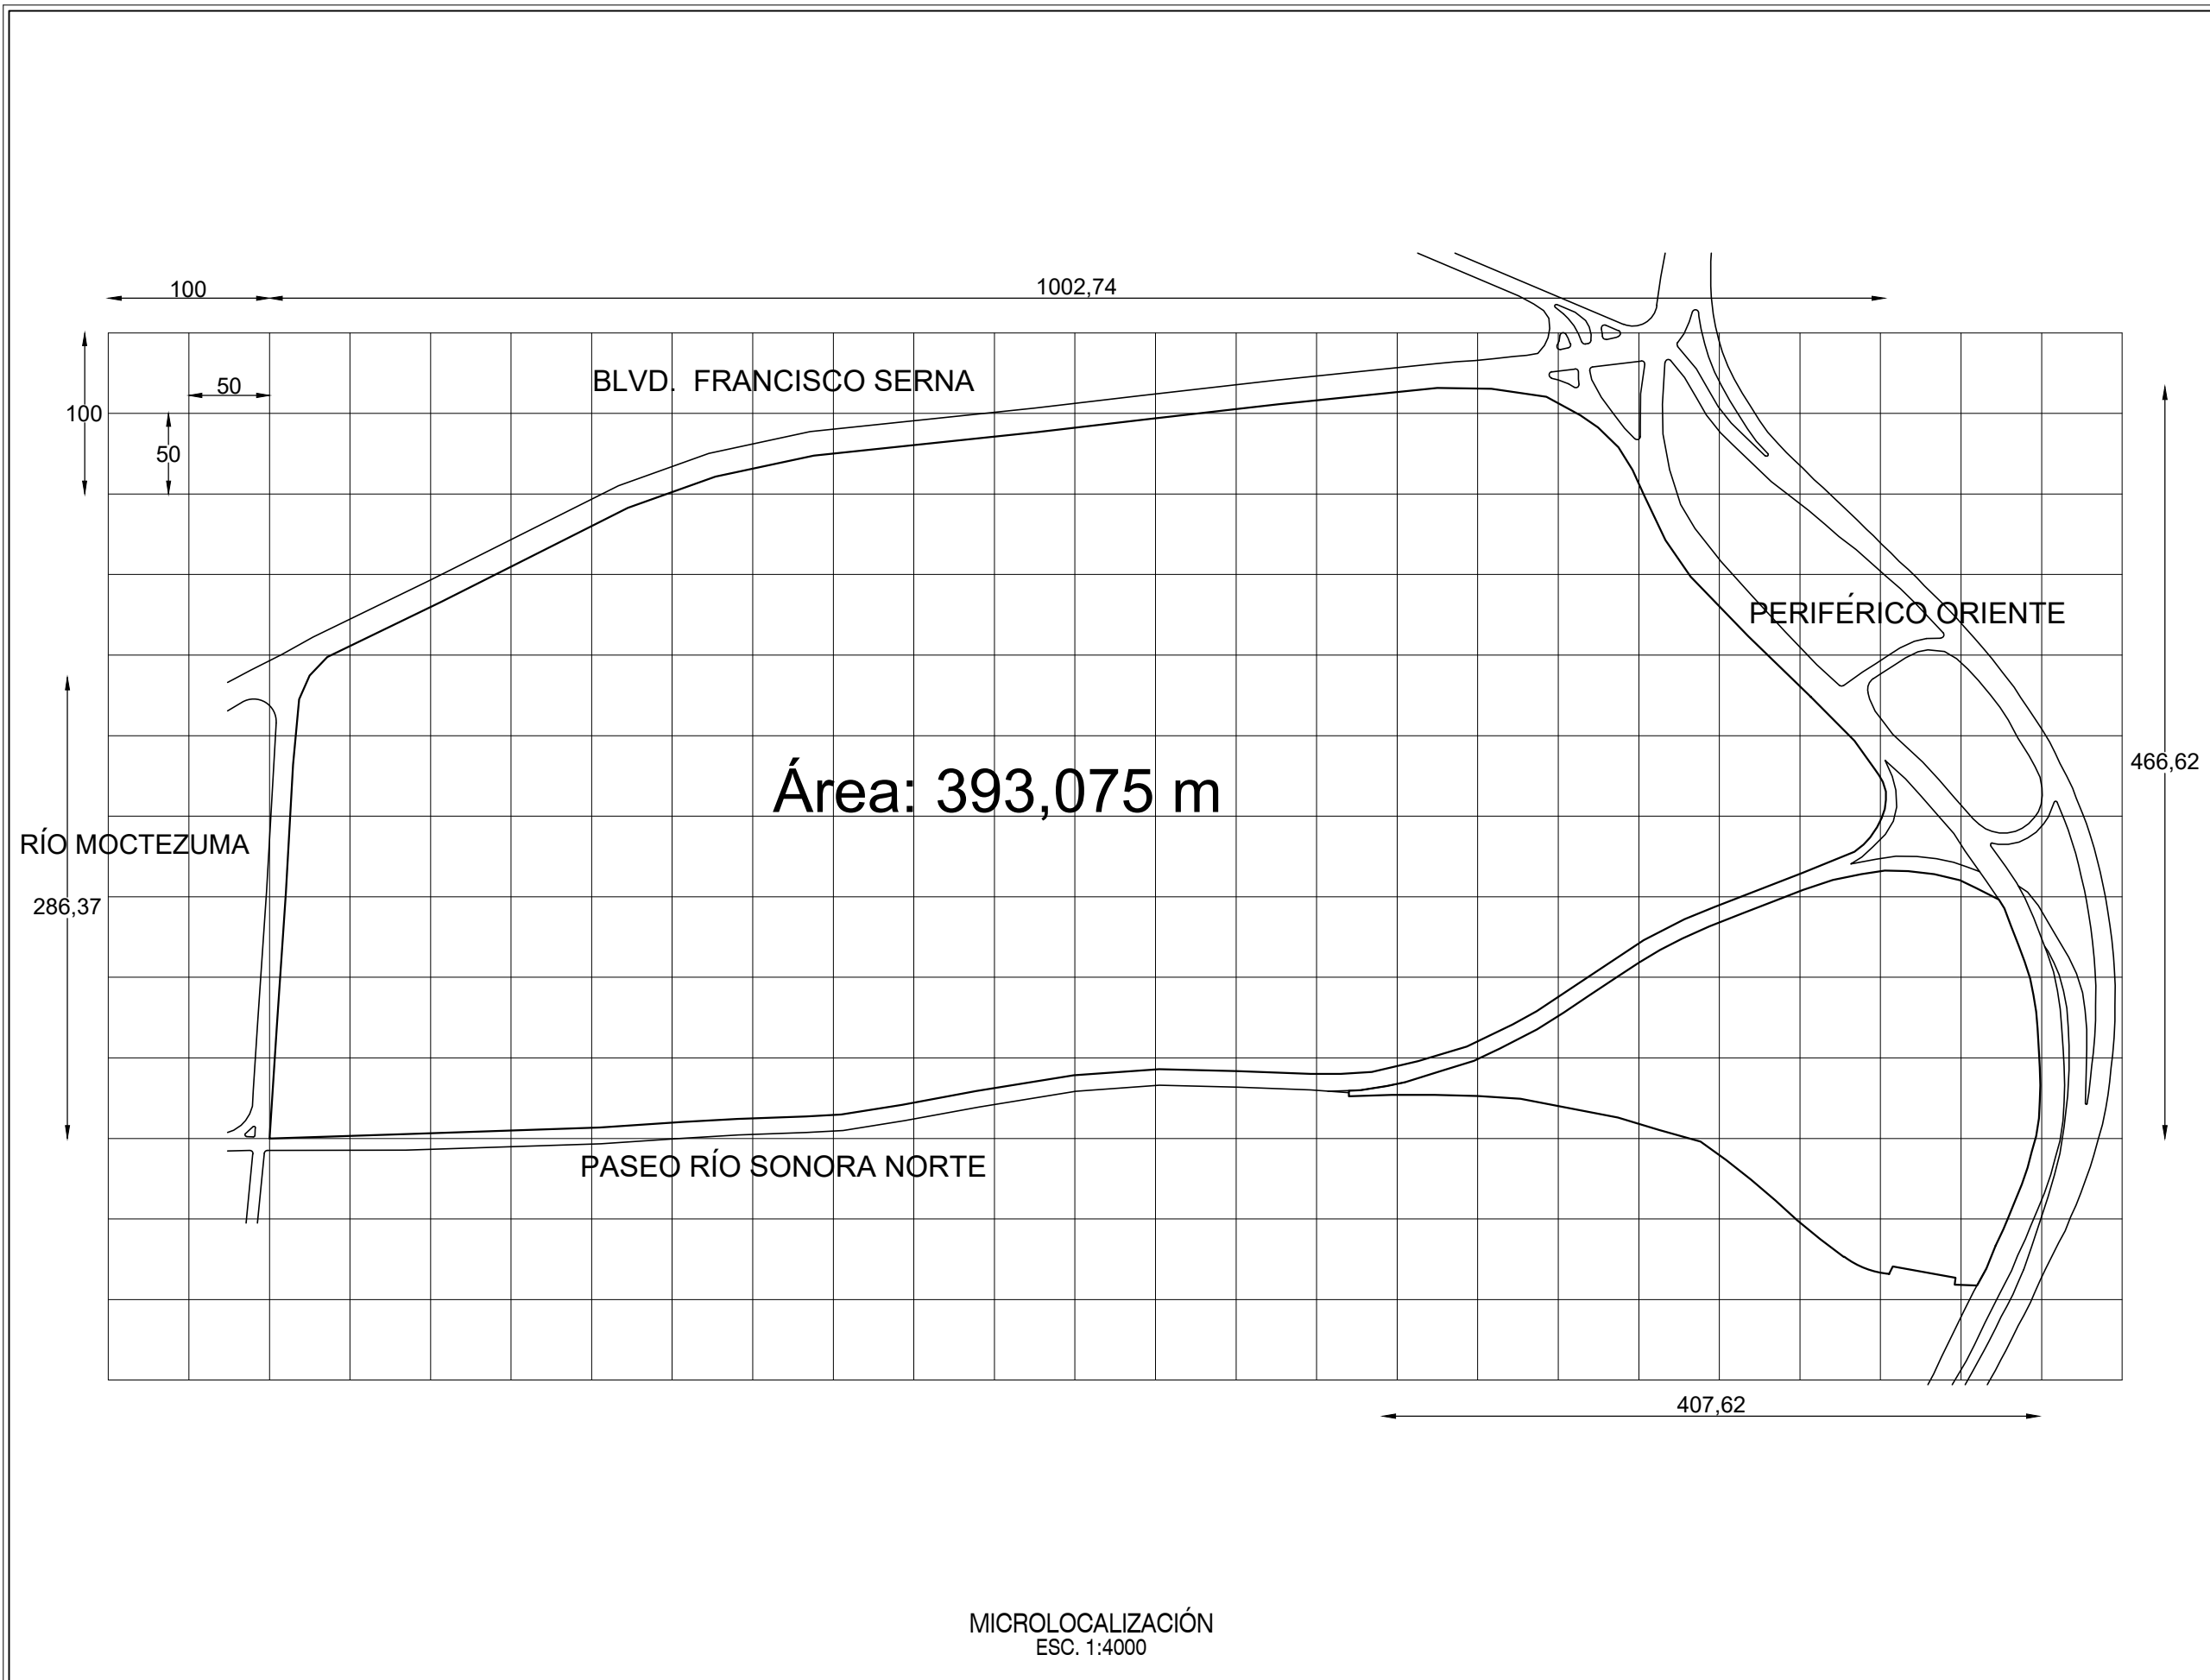 100
1002,74
50
BLVD. FRANCISCO SERNA
100
50
PERIFÉRICO ORIENTE
466,62
Área: 393,075 m
RÍO MOCTEZUMA
286,37
PASEO RÍO SONORA NORTE
407,62
MICROLOCALIZACIÓN
ESC. 1:4000